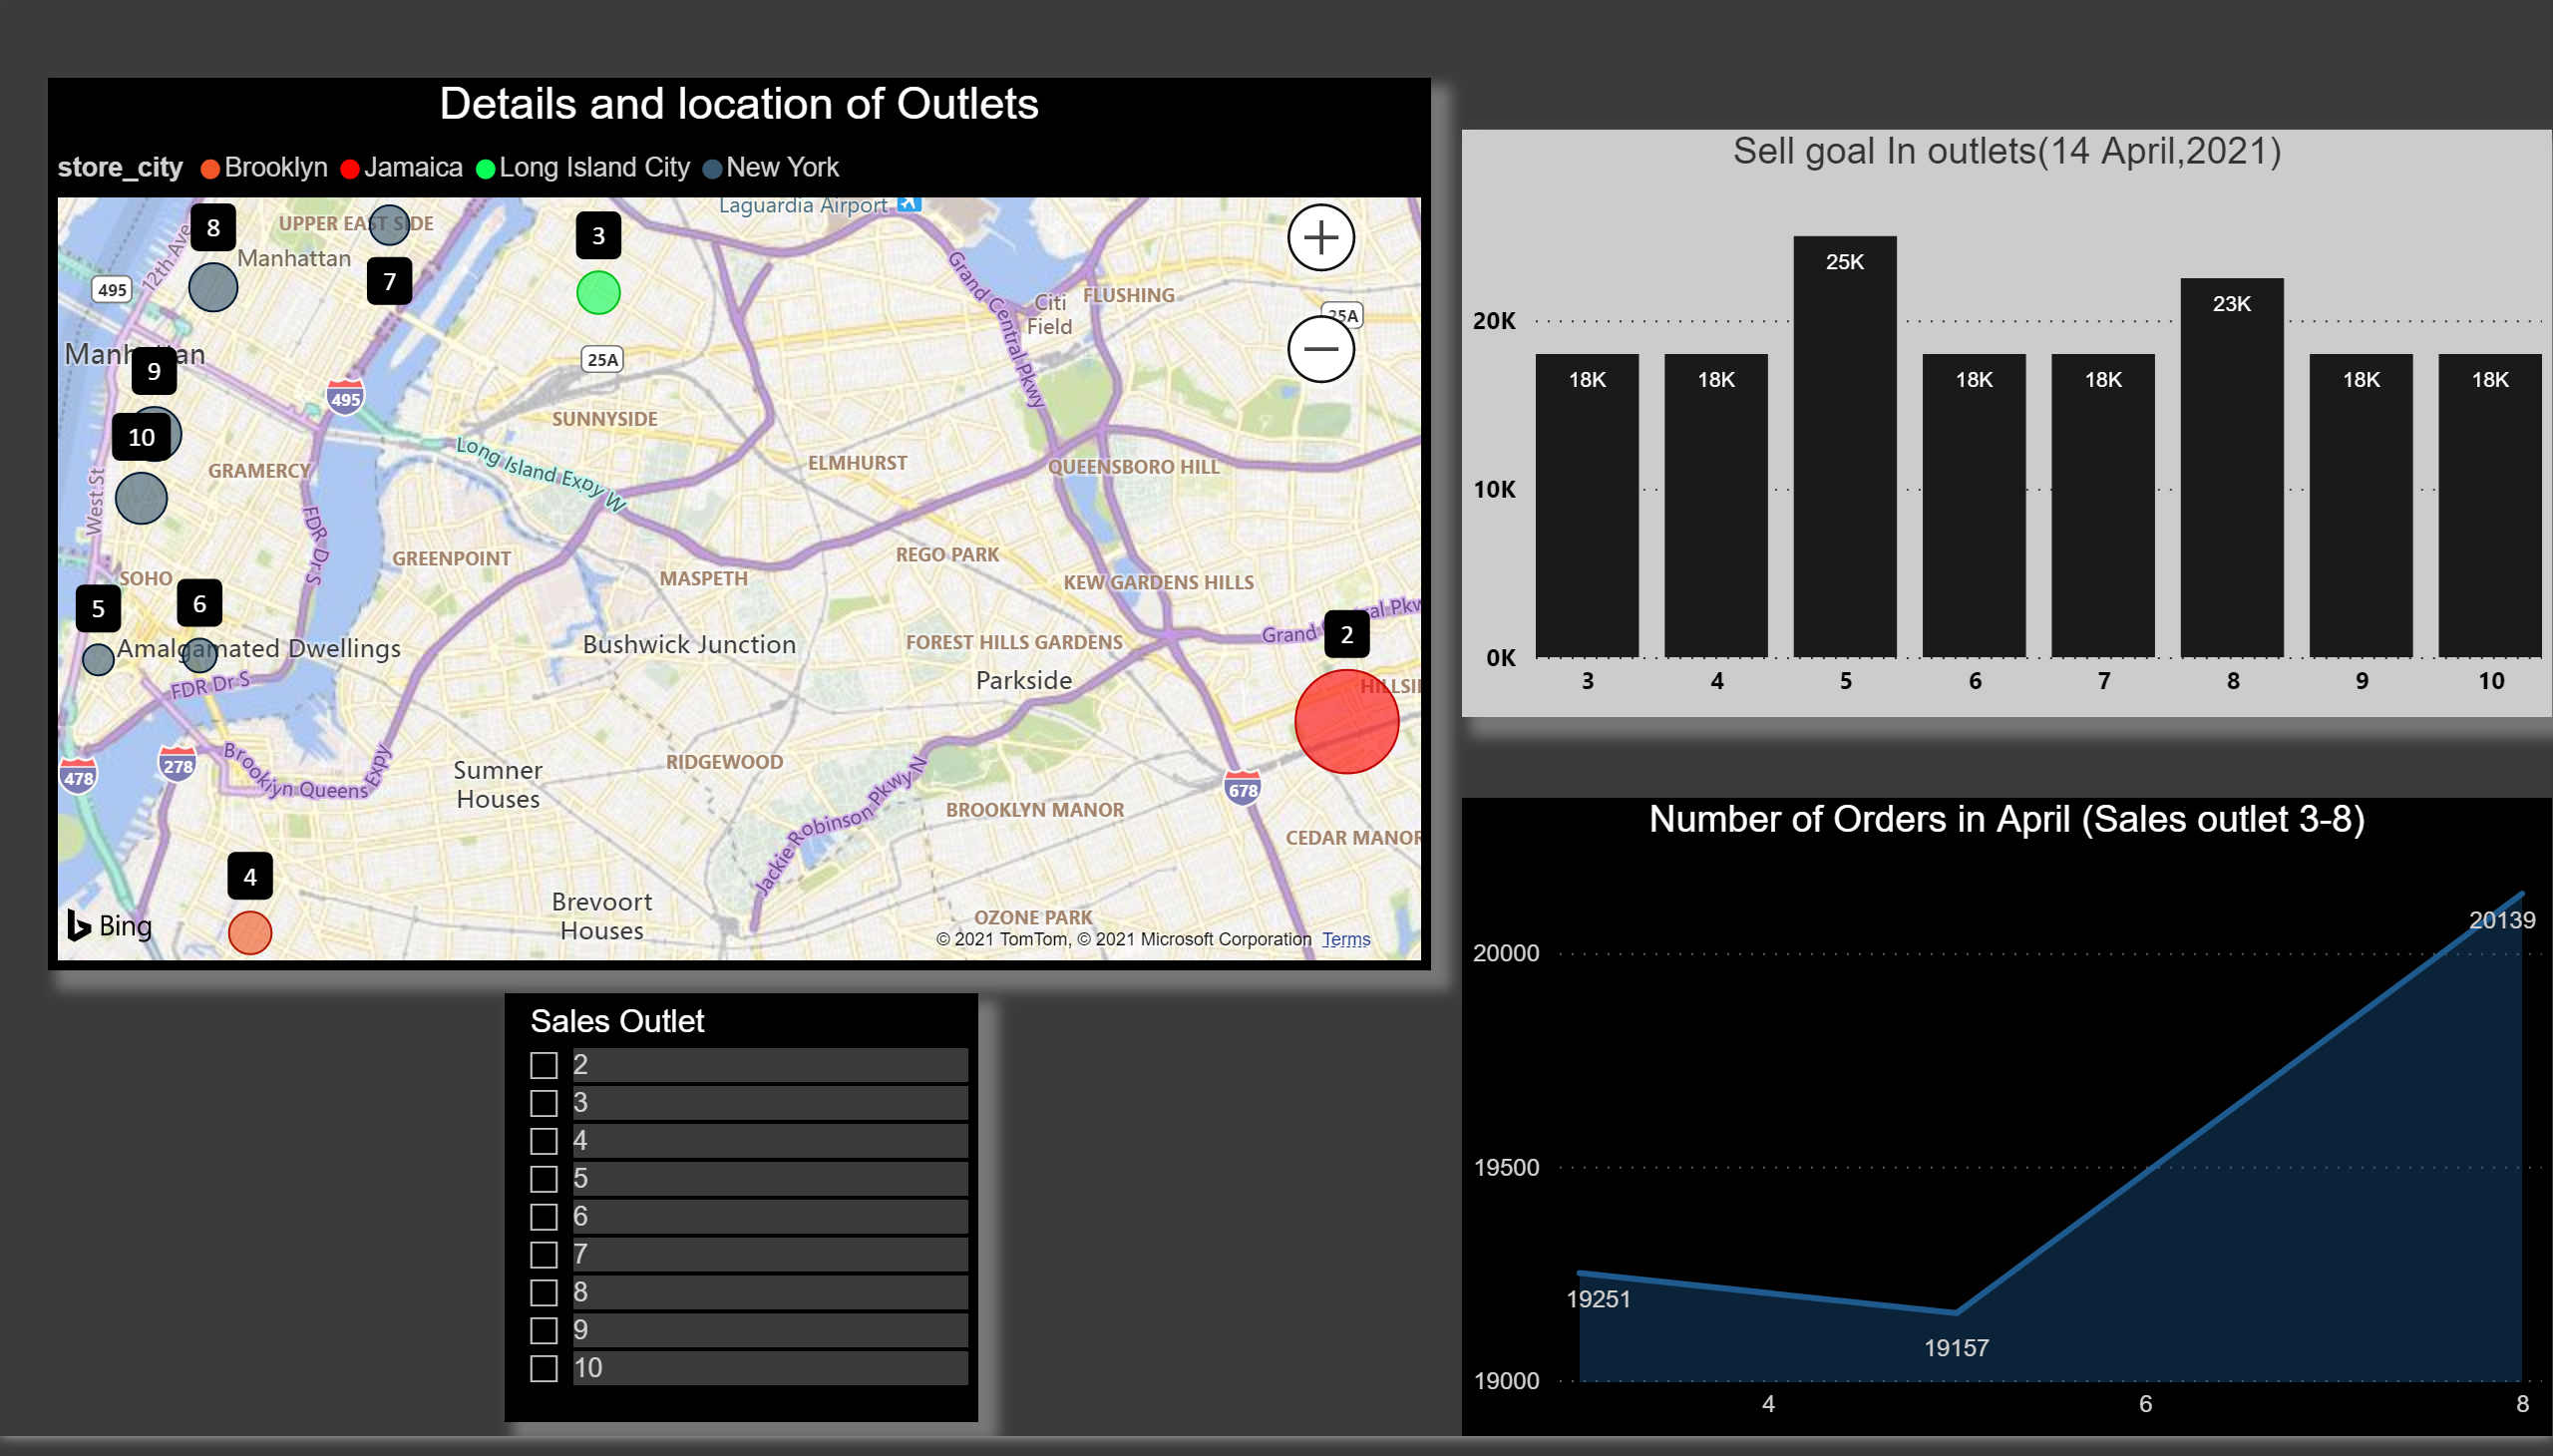 Details and location of Outlets
store_city Brooklyn Jamaica Long Island City New York
Laguardia Airport
8
UPPER EAST SIDE
3
Manhattan
7
12th Ave
495
Grand Central Pkwy
Citi
Field
FLUSHING
25A
9
25A
495
SUNNYSIDE
10
Long Island Expy W
ELMHURST
QUEENSBORO HILL
GRAMERCY
West St
FDR Dr S
GREENPOINT
REGO PARK
SOHO
MASPETH
KEW GARDENS HILLS
5
6
2
Grand
Amalgamated Dwellings
Bushwick Junction
FOREST HILLS GARDENS
Parkside
FDR Dr S
478
278
Brooklyn Queens Expy
Sumner
Houses
RIDGEWOOD
Jackie Robinson Pkwy N
678
BROOKLYN MANOR
CEDAR MANOR
4
Brevoort
Houses
OZONE PARK
Bing
© 2021 TomTom, © 2021 Microsoft Corporation Terms
Sales Outlet
2
3
4
5
6
7
8
9
10
Sell goal In outlets(14 April,2021)
25K
23K
20K
18K 18K 18K 18K 18K 18K
10K
0K
3 4 5 6 7 8 9 10
Number of Orders in April (Sales outlet 3-8)
20139
20000
19500
19251
19157
19000
4 6 8